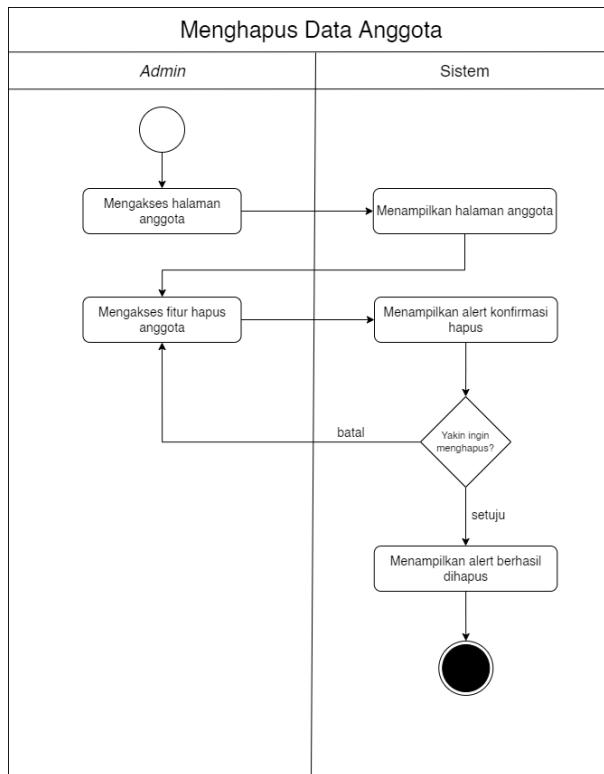 Menghapus Data Anggota
Admin
Sistem
Mengakses halaman
anggota
Menampilkan halaman anggota
Mengakses fitur hapus
anggota
Menampilkan alert konfirmasi
hapus
batal
Yakin ingin
menghapus?
setuju
Menampilkan alert berhasil
dihapus